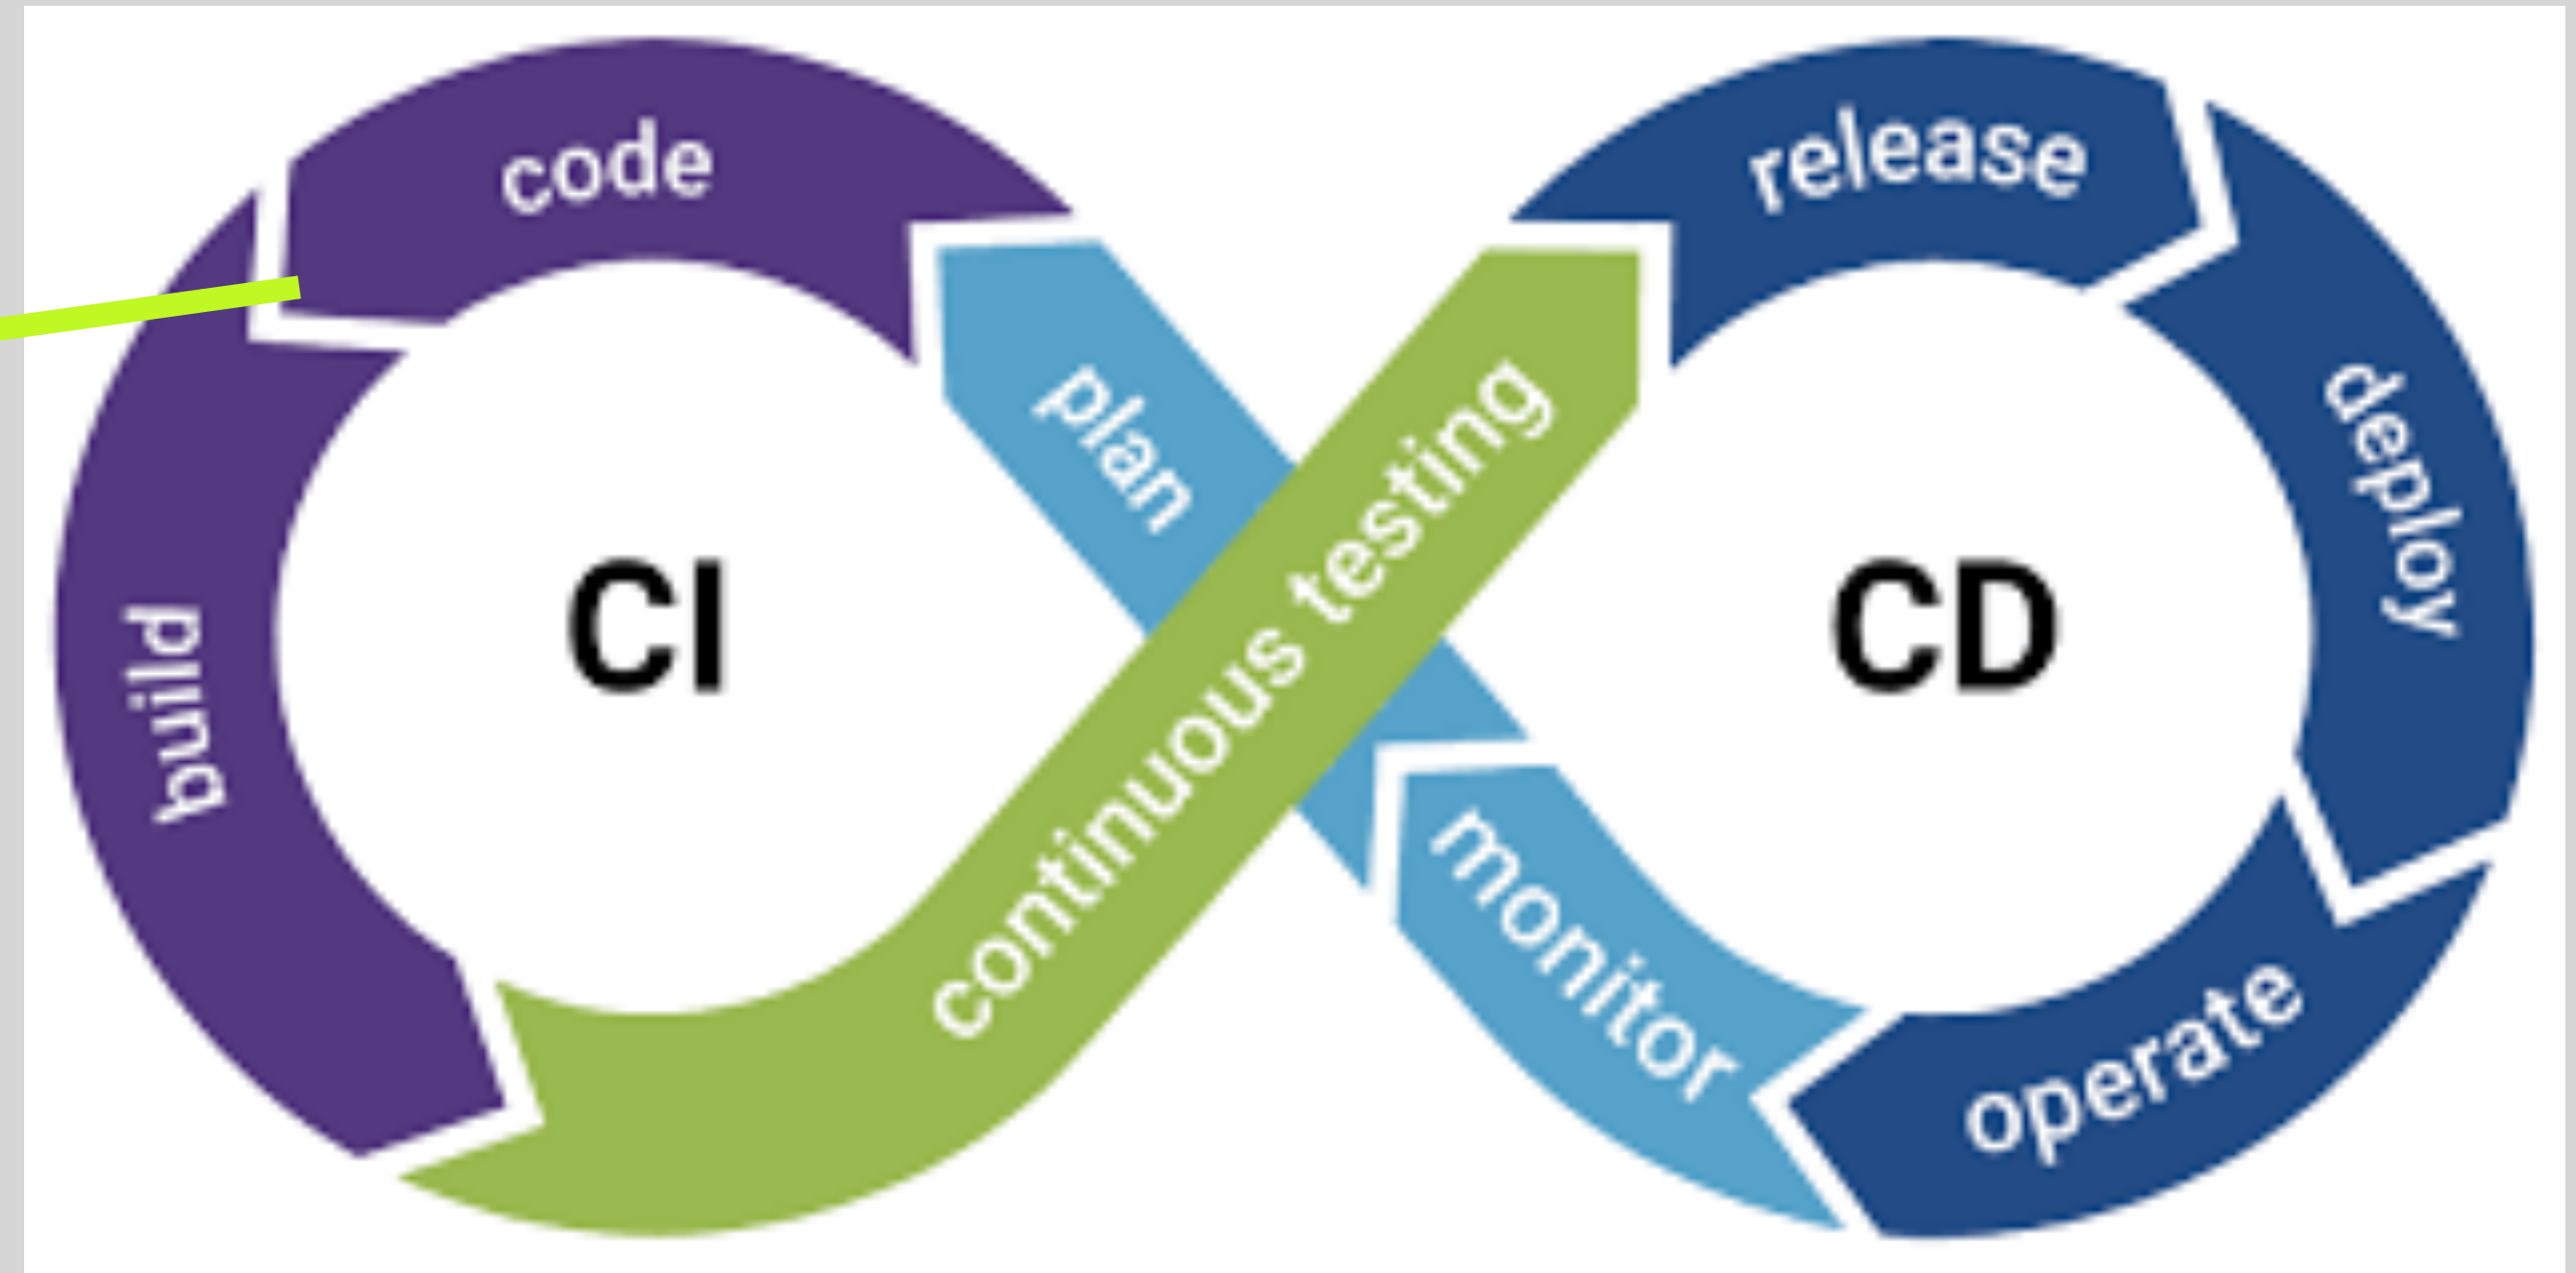 code
release
plan
deploy
CI
continuous testing
CD
build
monitor
operate